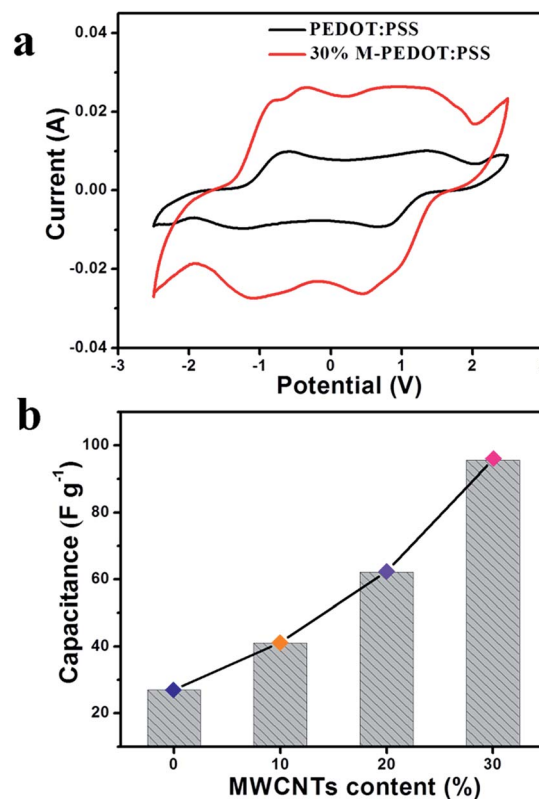 a
PEDOT:PSS
30% M-PEDOT:PSS
0.04
0.02
0.00
-0.02
-0.04
Current (A)
-3 -2 -1 0 1 2 3
Potential (V)
b
100
80
60
40
20
Capacitance (F g⁻¹)
0 10 20 30
MWCNTs content (%)